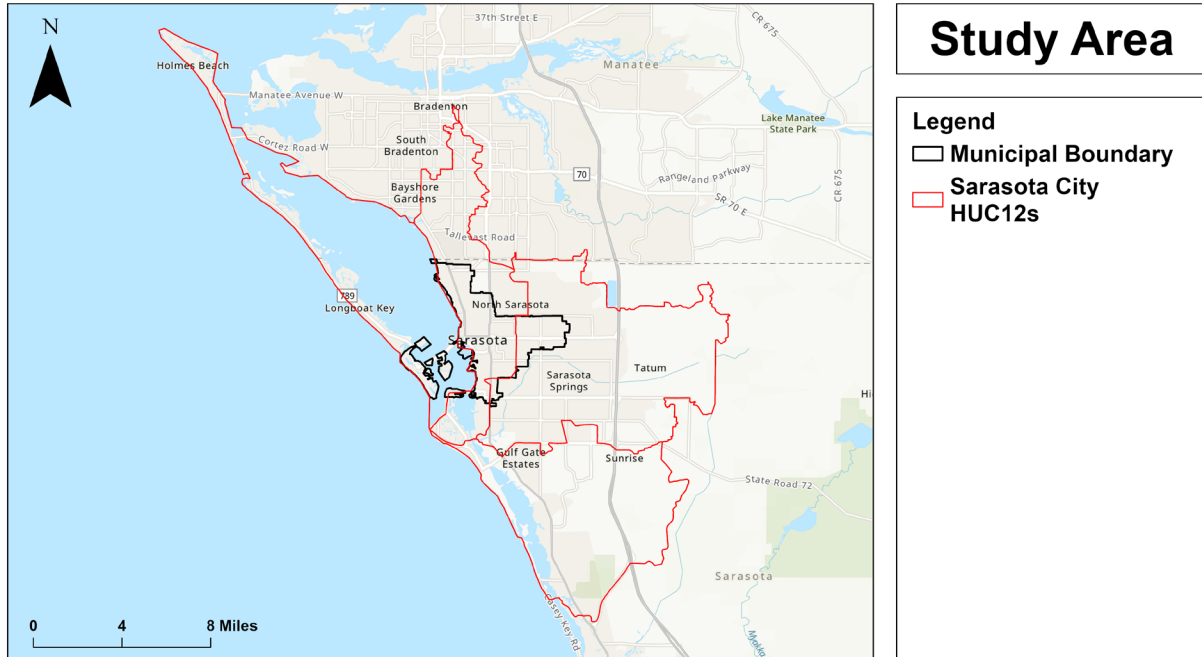 Study Area
Legend
Municipal Boundary
Sarasota City
HUC12s
N
37th Street E
CR 675
Holmes Beach
Manatee
Manatee Avenue W
Bradenton
Lake Manatee
State Park
Cortez Road W
South
Bradenton
70
Rangeland Parkway
CR 675
Bayshore
Gardens
SR 70 E
Tallevast Road
789
Longboat Key
North Sarasota
Sarasota
Sarasota
Springs
Tatum
Hi
Gulf Gate
Estates
Sunrise
State Road 72
Sarasota
Casey Key Rd
Myakka
0
4
8 Miles